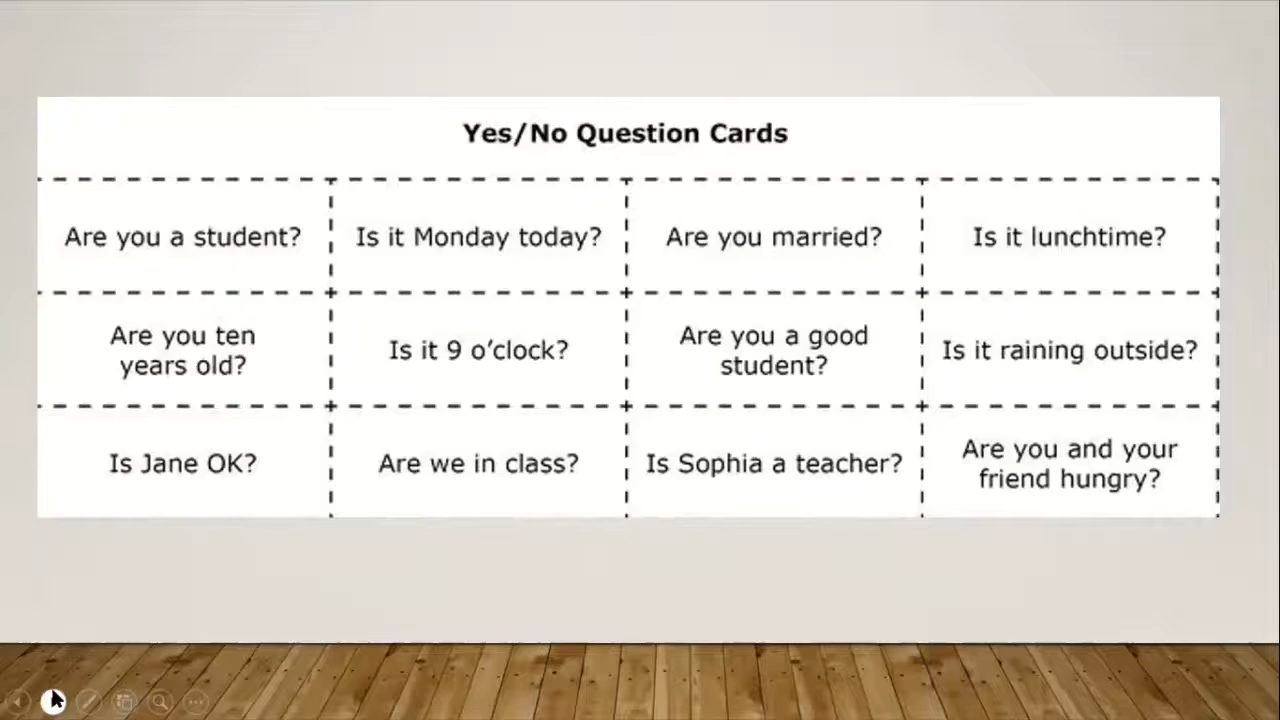 Yes/No Question Cards
Are you a student?
Is it Monday today?
Are you married?
Is it lunchtime?
Are you ten
years old?
Is it 9 o’clock?
Are you a good
student?
Is it raining outside?
Is Jane OK?
Are we in class?
Is Sophia a teacher?
Are you and your
friend hungry?